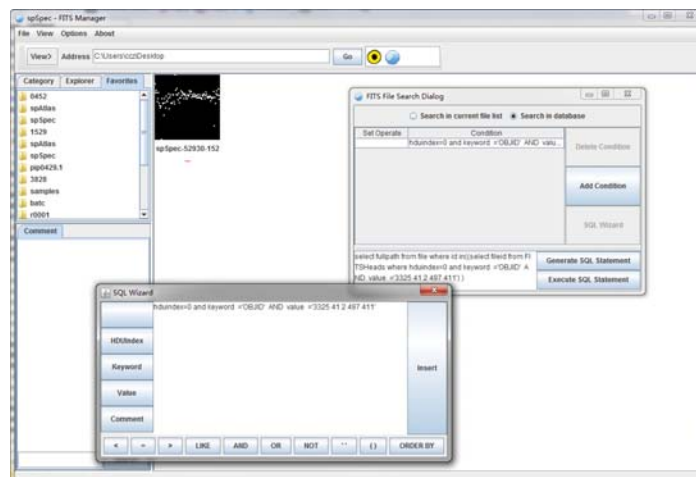 spSpec - FITS Manager
File View Options About
View> Address C:\Users\czz\Desktop Go
Category Explorer Favorites
0452
spAtlas
spSpec
1529
spAtlas
spSpec
pip0429.1
3828
samples
batc
r0001
Comment
spSpec-52930-152
...
FITS File Search Dialog
Search in current file list Search in database
Set Operate Condition
hduindex=0 and keyword ='OBJID' AND valu...
Delete Condition
Add Condition
SQL Wizard
select fullpath from file where id in((select fileid from FI
TSHeads where hduindex=0 and keyword ='OBJID' A
ND value ='3325 41 2 497 411') )
Generate SQL Statement
Execute SQL Statement
SQL Wizard
hduindex=0 and keyword ='OBJID' AND value ='3325 41 2 497 411'
HDUIndex
Keyword
Value
Comment
Insert
< = > LIKE AND OR NOT ' ' ( ) ORDER BY